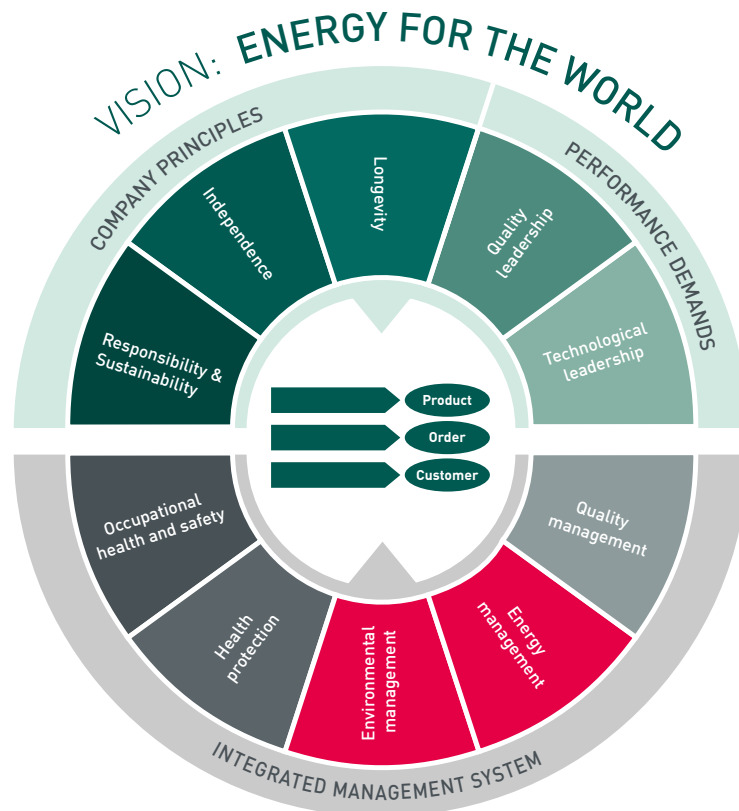 VISION: ENERGY FOR THE WORLD
COMPANY PRINCIPLES
PERFORMANCE DEMANDS
Responsibility &
Sustainability
Independence
Longevity
Quality
leadership
Technological
leadership
Product
Order
Customer
Occupational
health and safety
Health
protection
Environmental
management
Energy
management
Quality
management
INTEGRATED MANAGEMENT SYSTEM